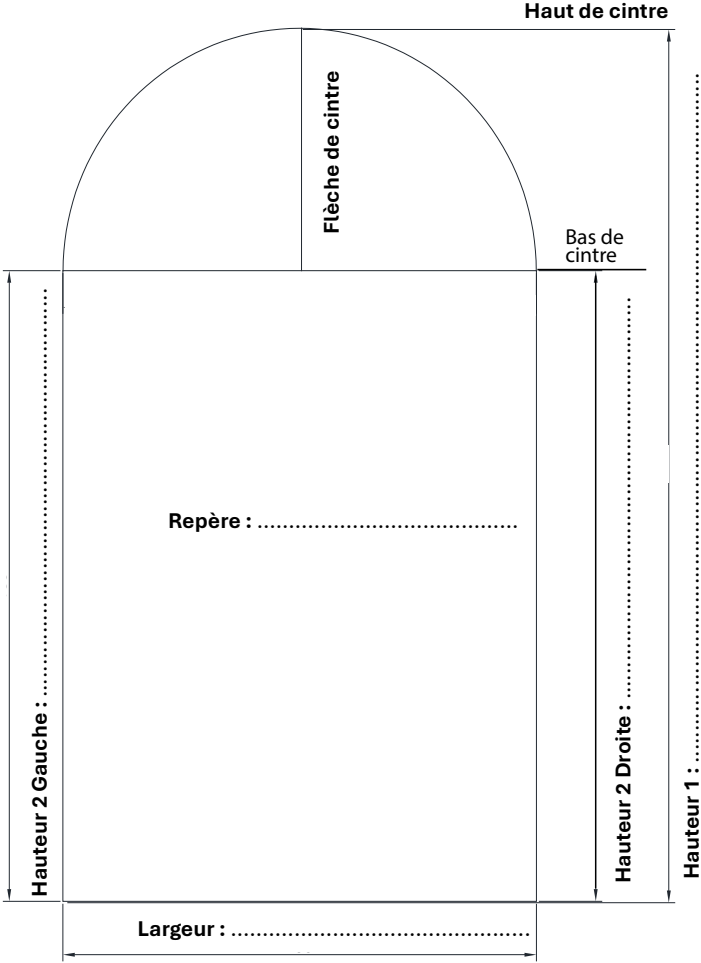 Haut de cintre
Flèche de cintre
Bas de
cintre
Repère : ..........................................
Hauteur 2 Gauche : .................................................................
Hauteur 2 Droite : ................................................................
Hauteur 1 : ..............................................................................................................
Largeur : ................................................